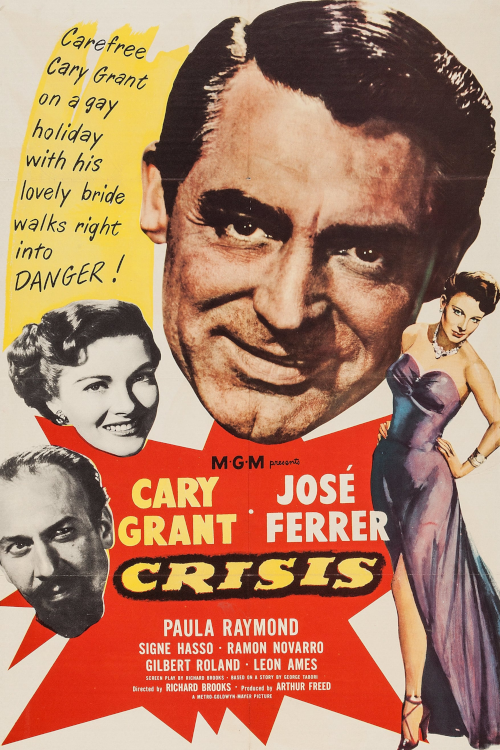 Carefree
Cary Grant
on a gay
holiday
with his
lovely bride
walks right
into
DANGER!
M-G-M presents
CARY GRANT · JOSÉ FERRER
CRISIS
PAULA RAYMOND
SIGNE HASSO · RAMON NOVARRO
GILBERT ROLAND · LEON AMES
SCREEN PLAY BY RICHARD BROOKS · BASED ON A STORY BY GEORGE TABORI
Directed by RICHARD BROOKS · Produced by ARTHUR FREED
A METRO-GOLDWYN-MAYER PICTURE